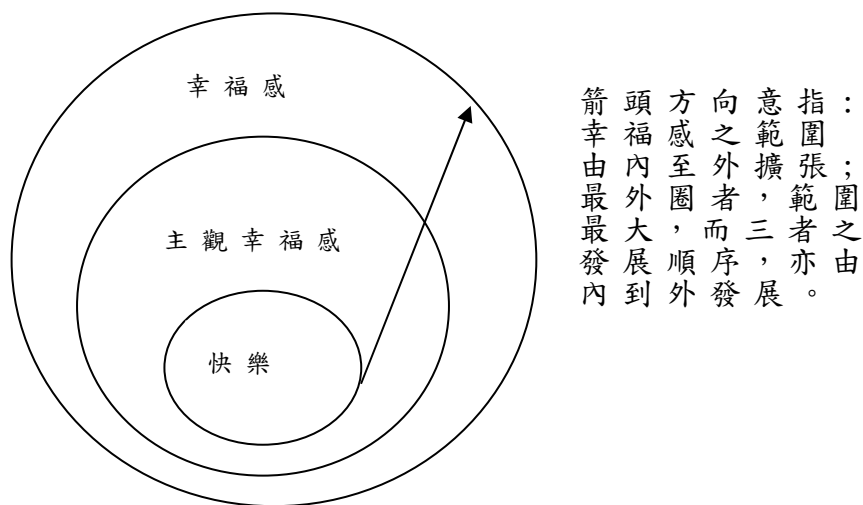 幸福感
主觀幸福感
快樂
箭頭方向意指：
幸福感之範圍
由內至外擴張；
最外圈者，範圍
最大，而三者之
發展順序，亦由
內到外發展。